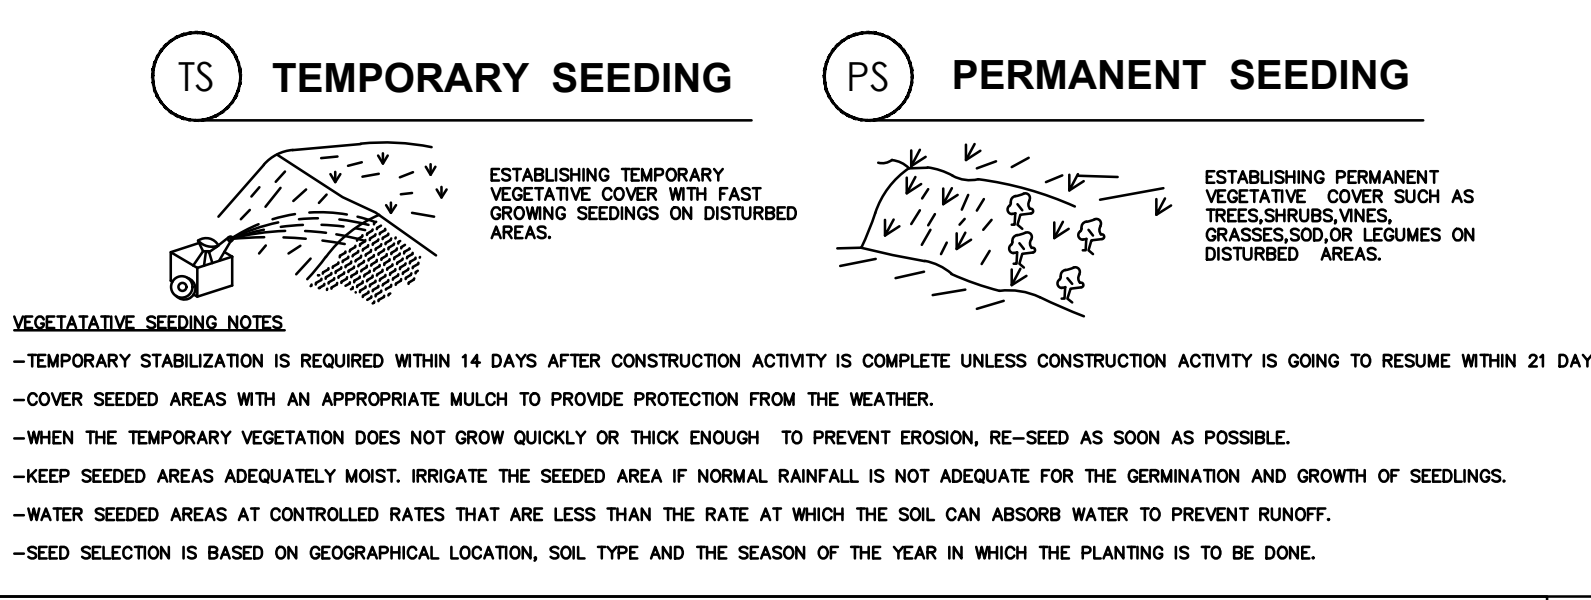 TS TEMPORARY SEEDING
ESTABLISHING TEMPORARY
VEGETATIVE COVER WITH FAST
GROWING SEEDINGS ON DISTURBED
AREAS.
PS PERMANENT SEEDING
ESTABLISHING PERMANENT
VEGETATIVE COVER SUCH AS
TREES,SHRUBS,VINES,
GRASSES,SOD,OR LEGUMES ON
DISTURBED AREAS.
VEGETATATIVE SEEDING NOTES
-TEMPORARY STABILIZATION IS REQUIRED WITHIN 14 DAYS AFTER CONSTRUCTION ACTIVITY IS COMPLETE UNLESS CONSTRUCTION ACTIVITY IS GOING TO RESUME WITHIN 21 DAY
-COVER SEEDED AREAS WITH AN APPROPRIATE MULCH TO PROVIDE PROTECTION FROM THE WEATHER.
-WHEN THE TEMPORARY VEGETATION DOES NOT GROW QUICKLY OR THICK ENOUGH TO PREVENT EROSION, RE-SEED AS SOON AS POSSIBLE.
-KEEP SEEDED AREAS ADEQUATELY MOIST. IRRIGATE THE SEEDED AREA IF NORMAL RAINFALL IS NOT ADEQUATE FOR THE GERMINATION AND GROWTH OF SEEDLINGS.
-WATER SEEDED AREAS AT CONTROLLED RATES THAT ARE LESS THAN THE RATE AT WHICH THE SOIL CAN ABSORB WATER TO PREVENT RUNOFF.
-SEED SELECTION IS BASED ON GEOGRAPHICAL LOCATION, SOIL TYPE AND THE SEASON OF THE YEAR IN WHICH THE PLANTING IS TO BE DONE.